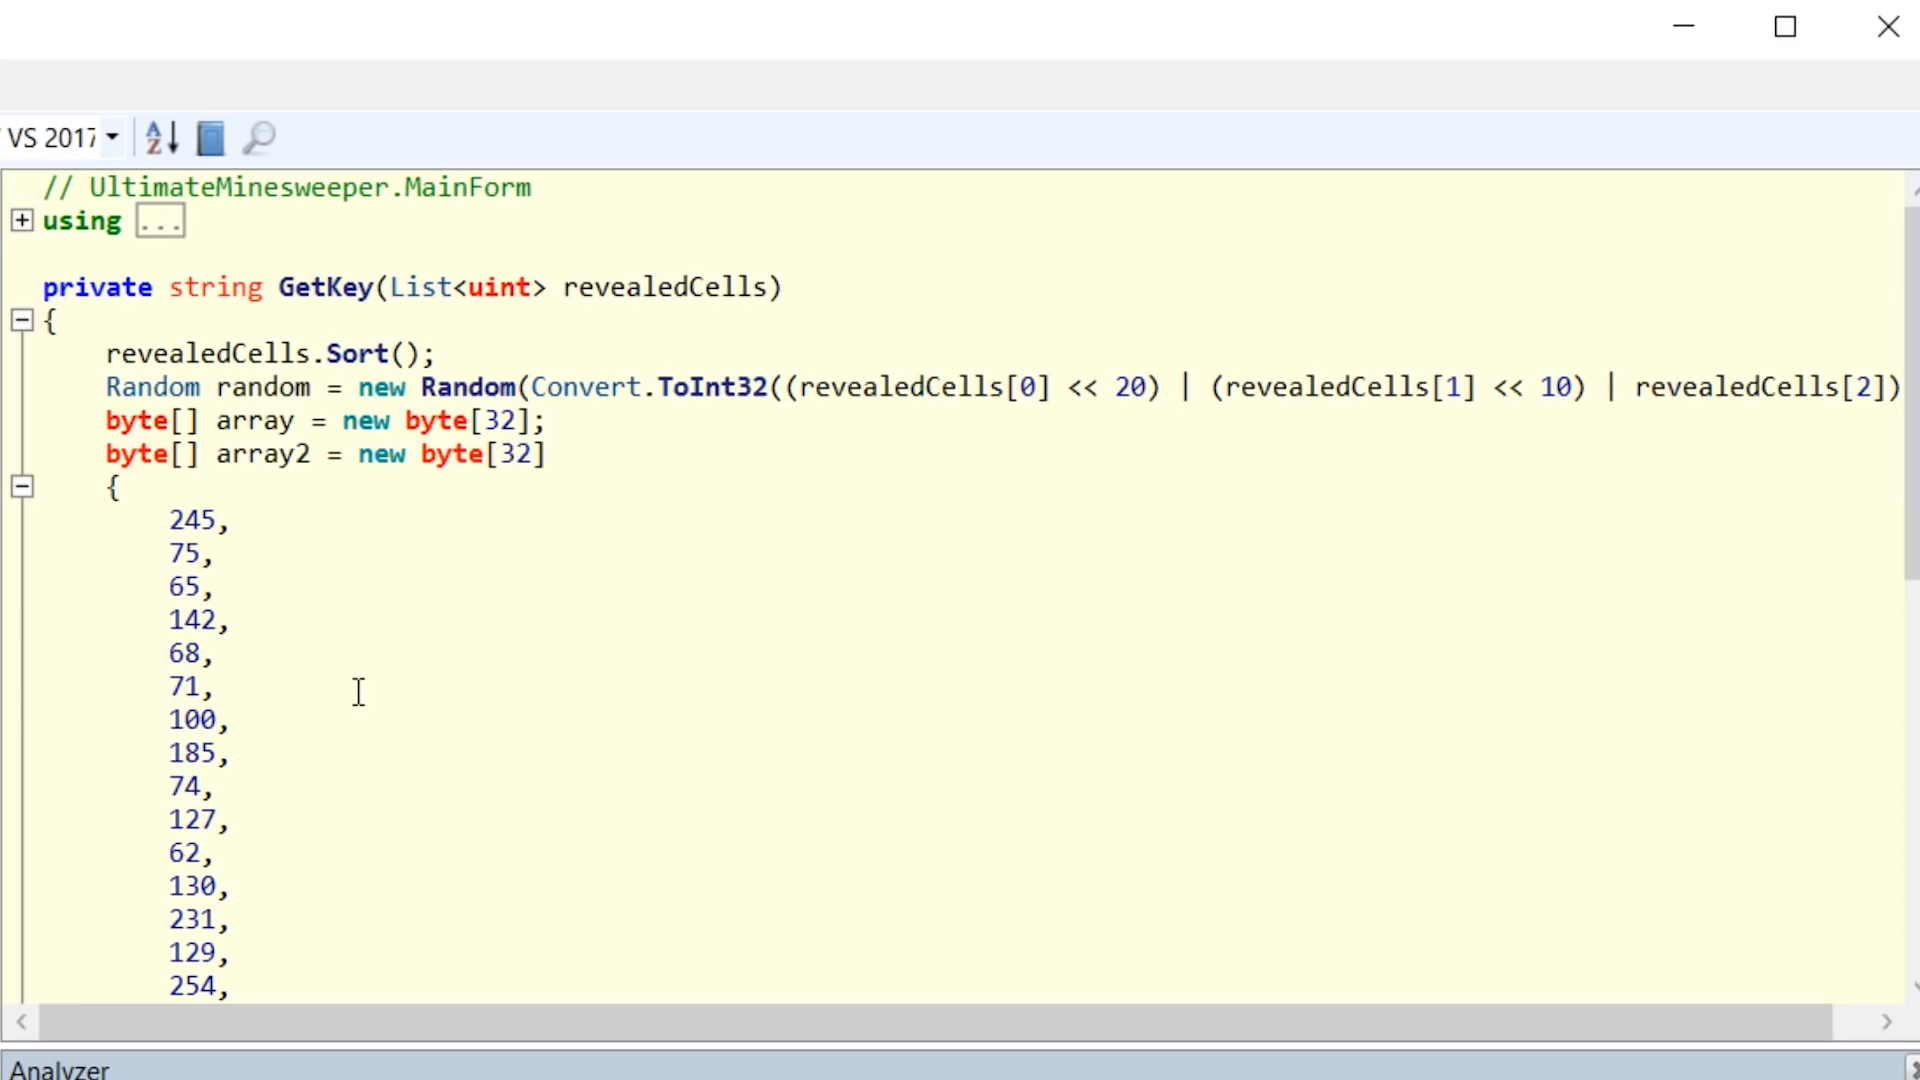 VS 2017
// UltimateMinesweeper.MainForm
using ...
private string GetKey(List<uint> revealedCells)
{
revealedCells.Sort();
Random random = new Random(Convert.ToInt32((revealedCells[0] << 20) | (revealedCells[1] << 10) | revealedCells[2])
byte[] array = new byte[32];
byte[] array2 = new byte[32]
{
245,
75,
65,
142,
68,
71,
100,
185,
74,
127,
62,
130,
231,
129,
254,
Analyzer